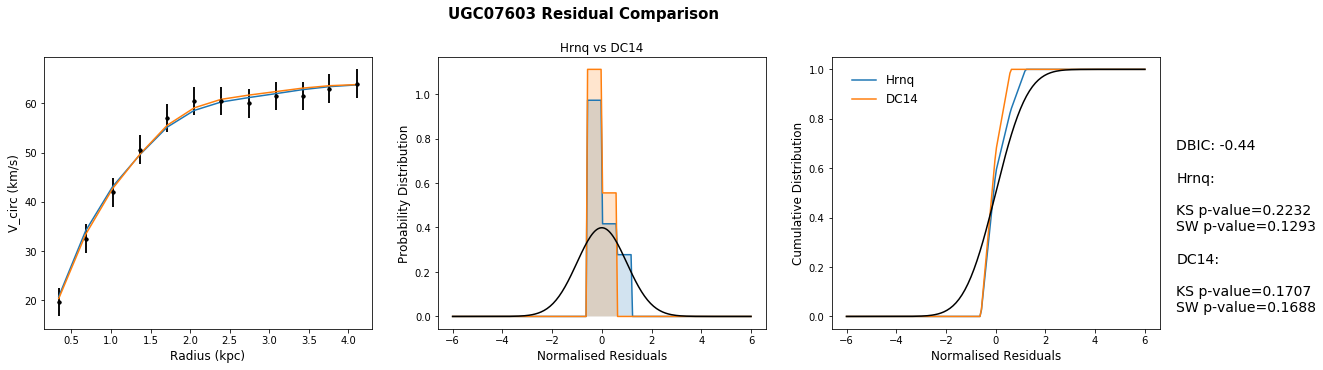 UGC07603 Residual Comparison
V_circ (km/s)
60
50
40
30
20
0.5 1.0 1.5 2.0 2.5 3.0 3.5 4.0
Radius (kpc)
Hrnq vs DC14
Probability Distribution
1.0
0.8
0.6
0.4
0.2
0.0
−6 −4 −2 0 2 4 6
Normalised Residuals
Cumulative Distribution
1.0
0.8
0.6
0.4
0.2
0.0
Hrnq
DC14
−6 −4 −2 0 2 4 6
Normalised Residuals
DBIC: -0.44
Hrnq:
KS p-value=0.2232
SW p-value=0.1293
DC14:
KS p-value=0.1707
SW p-value=0.1688